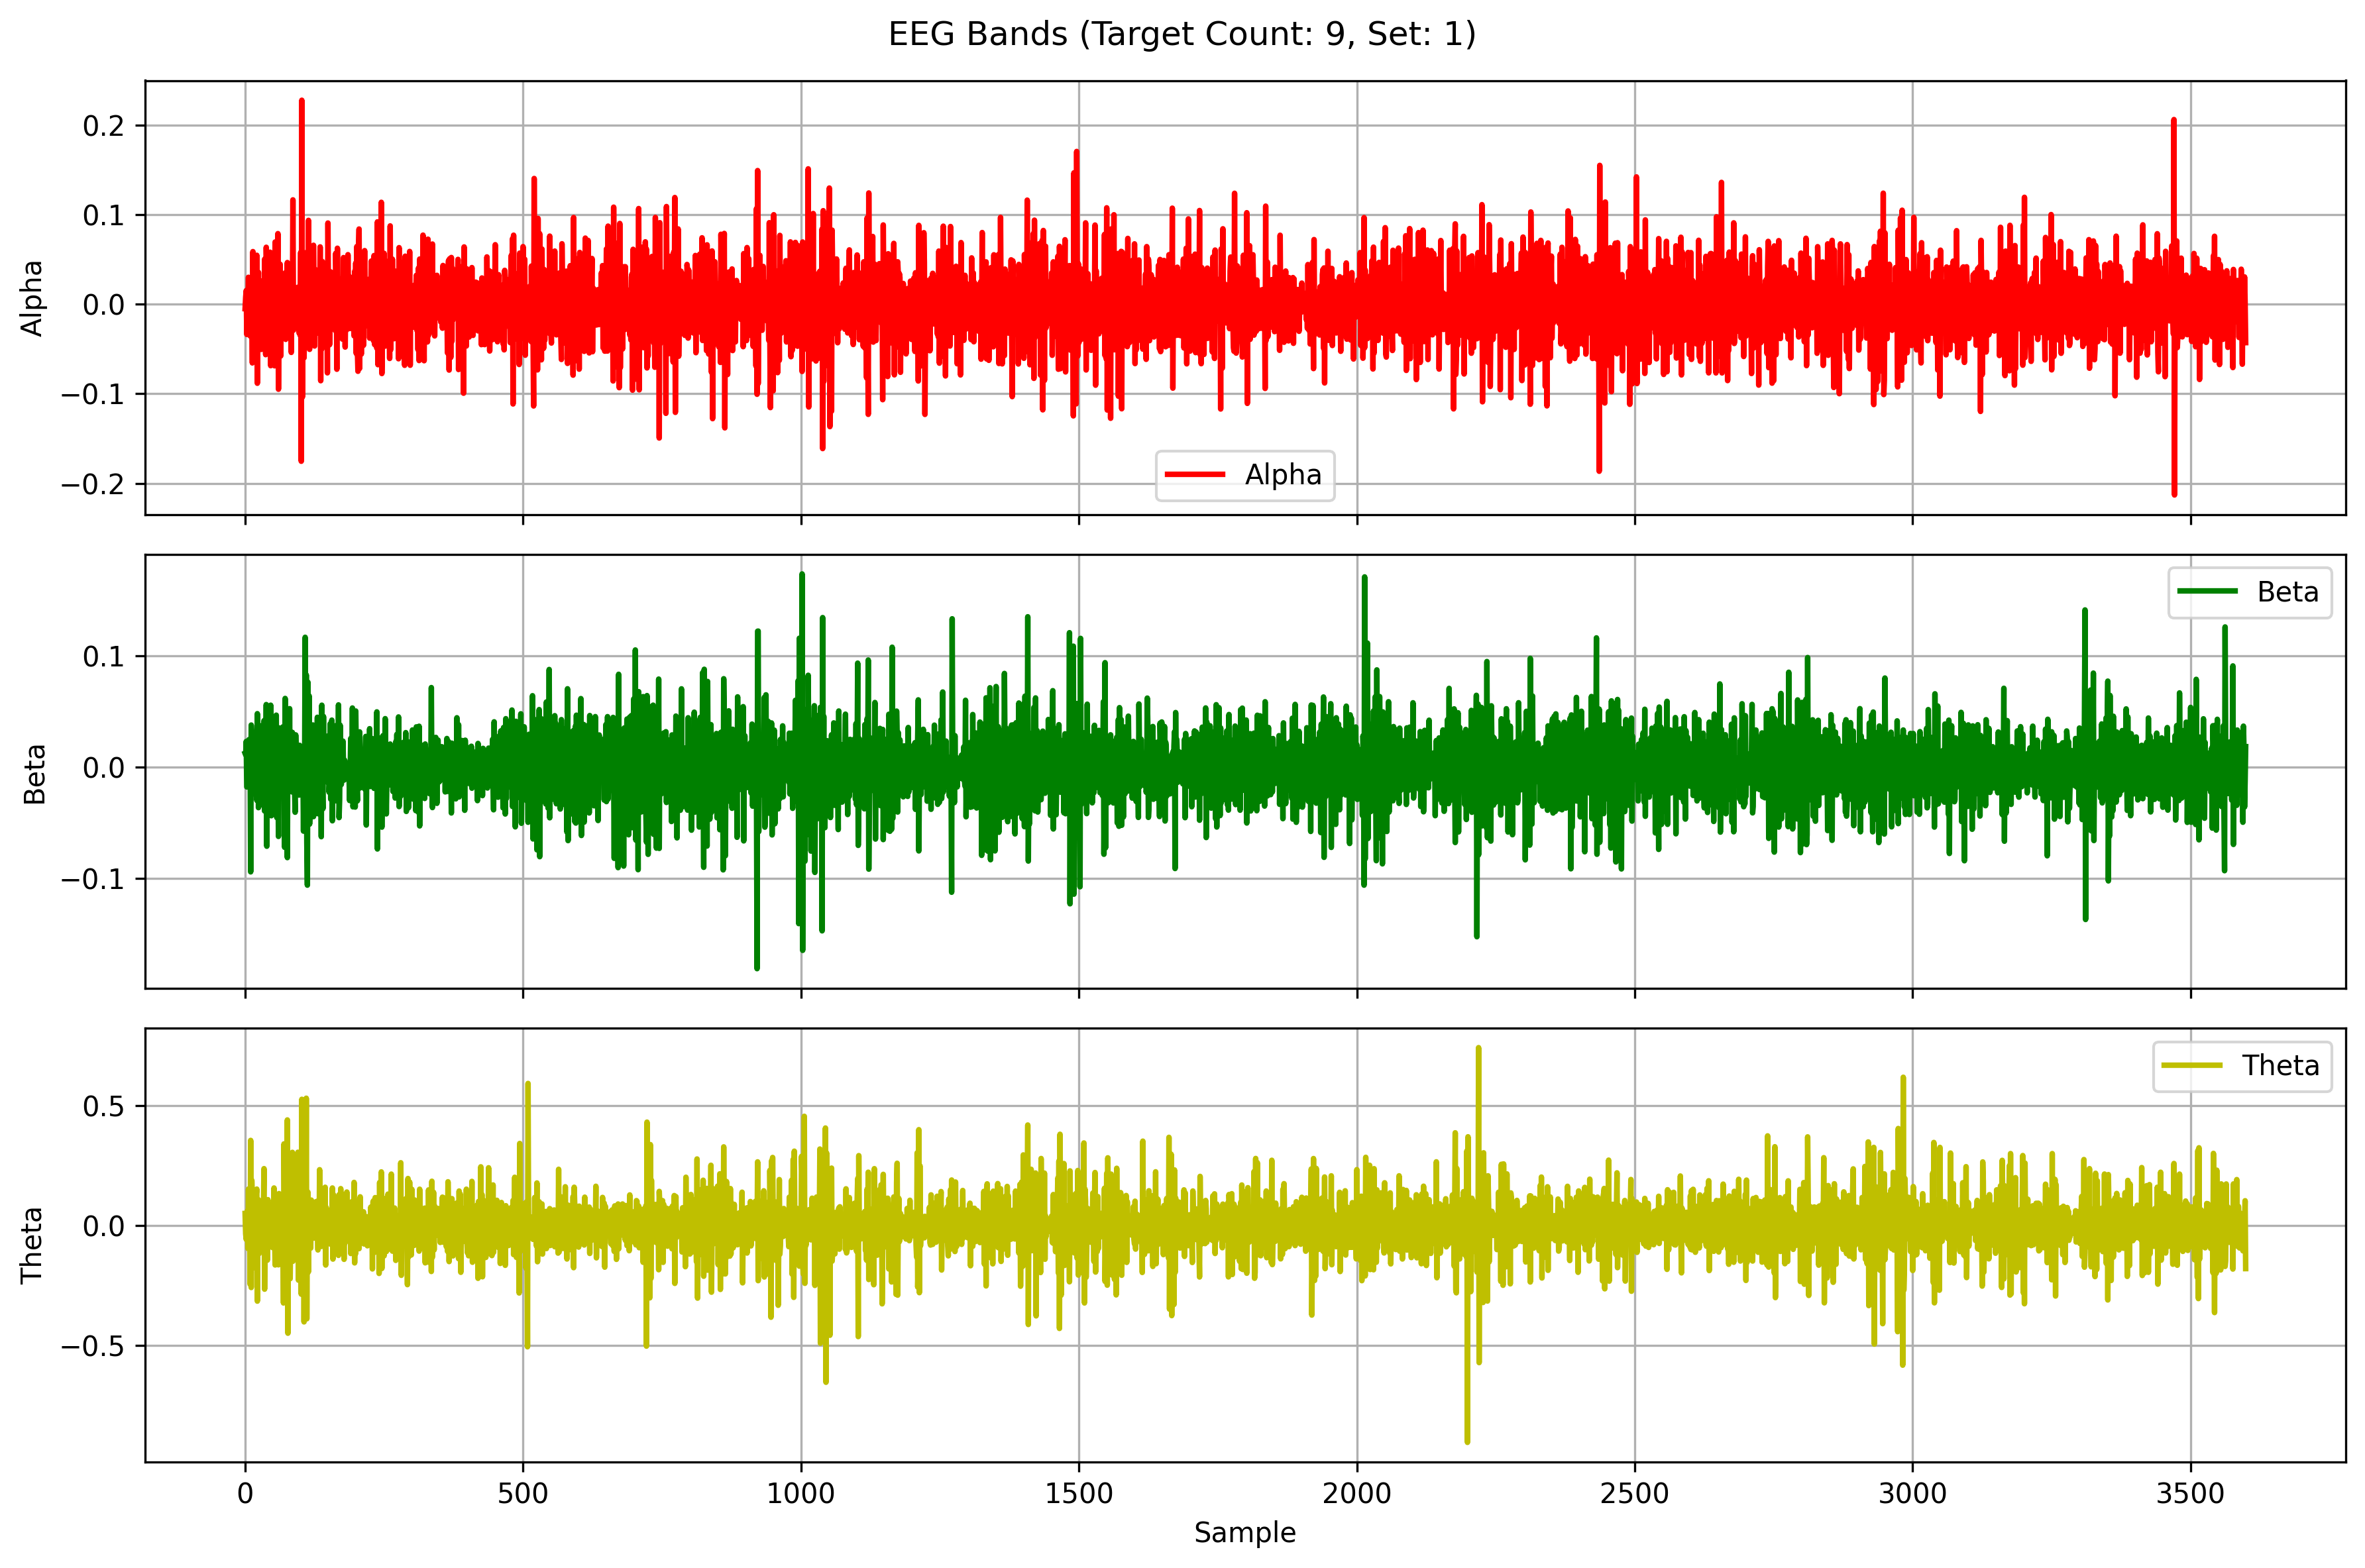 EEG Bands (Target Count: 9, Set: 1)
0.2
0.1
0.0
−0.1
−0.2
Alpha
Alpha
0.1
0.0
−0.1
Beta
Beta
0.5
0.0
−0.5
Theta
Theta
0 500 1000 1500 2000 2500 3000 3500
Sample